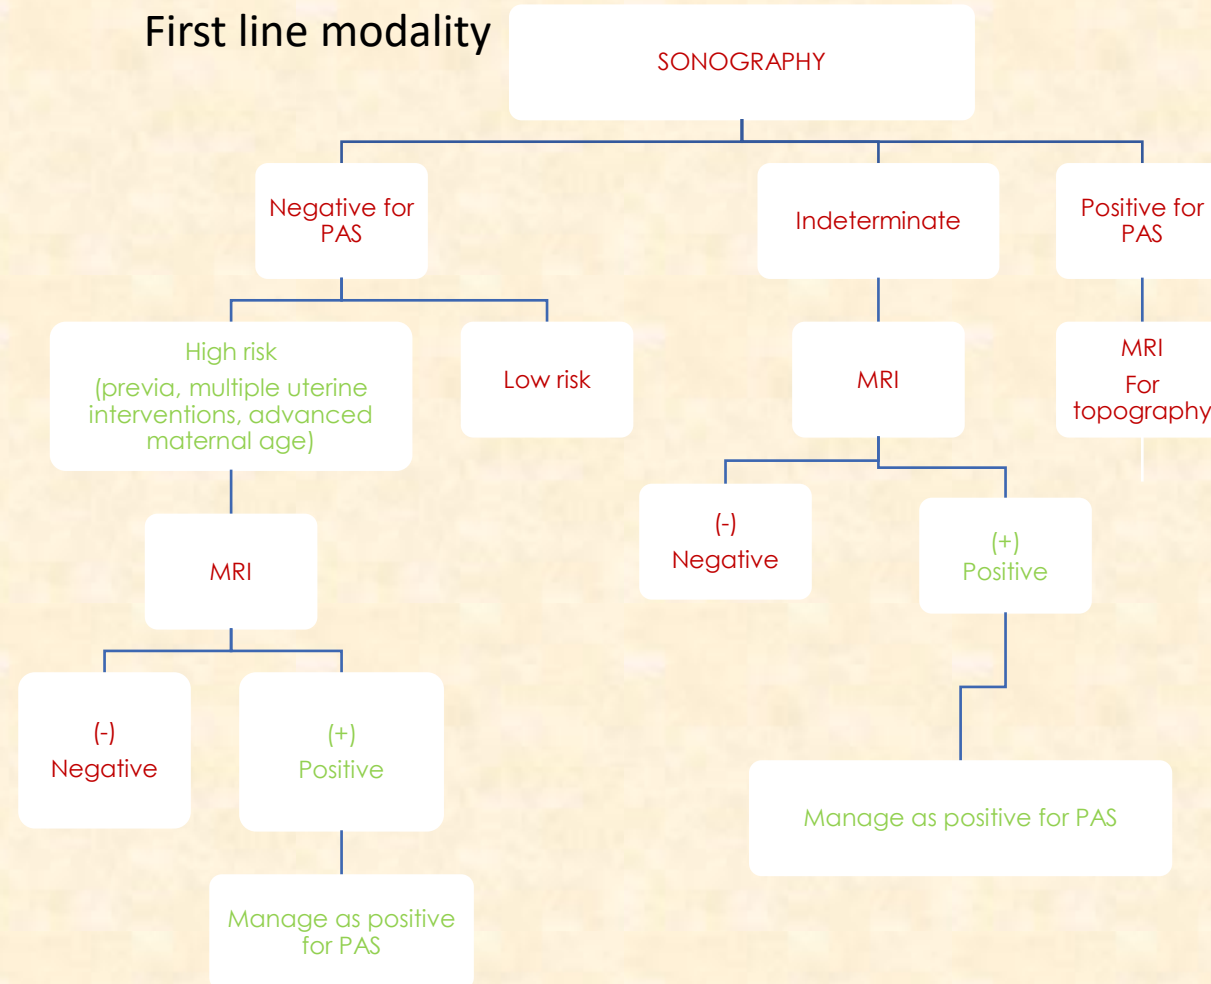 First line modality
SONOGRAPHY
Negative for
PAS
Indeterminate
Positive for
PAS
High risk
(previa, multiple uterine
interventions, advanced
maternal age)
Low risk
MRI
MRI
For
topography
MRI
(-)
Negative
(+)
Positive
(-)
Negative
(+)
Positive
Manage as positive for PAS
Manage as positive
for PAS